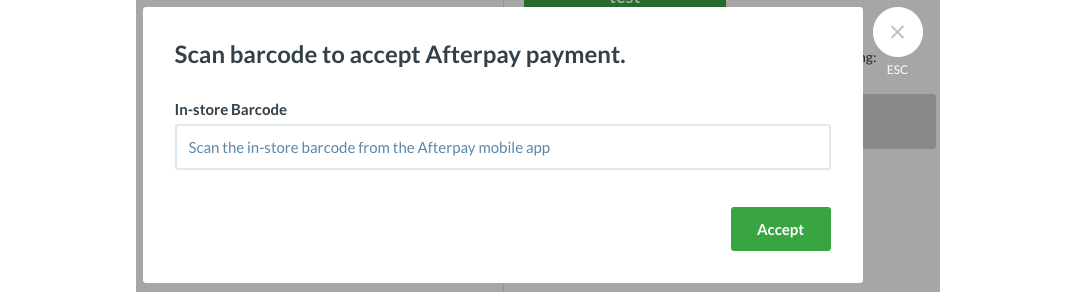 test
Scan barcode to accept Afterpay payment.
ng:
ESC
In-store Barcode
Scan the in-store barcode from the Afterpay mobile app
Accept